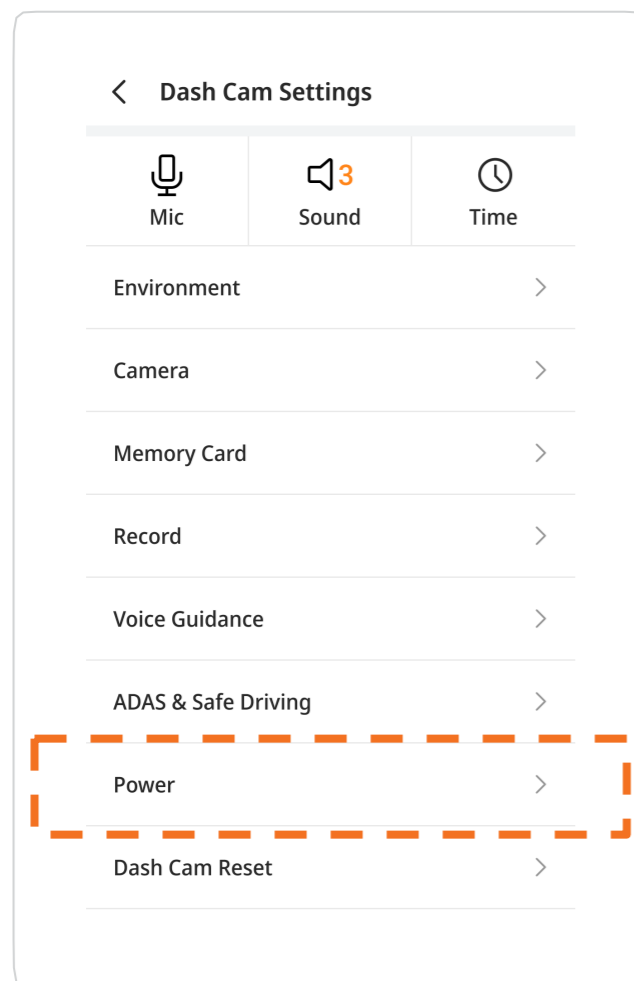 Dash Cam Settings
3
Mic
Sound
Time
Environment
Camera
Memory Card
Record
Voice Guidance
ADAS & Safe Driving
Power
Dash Cam Reset